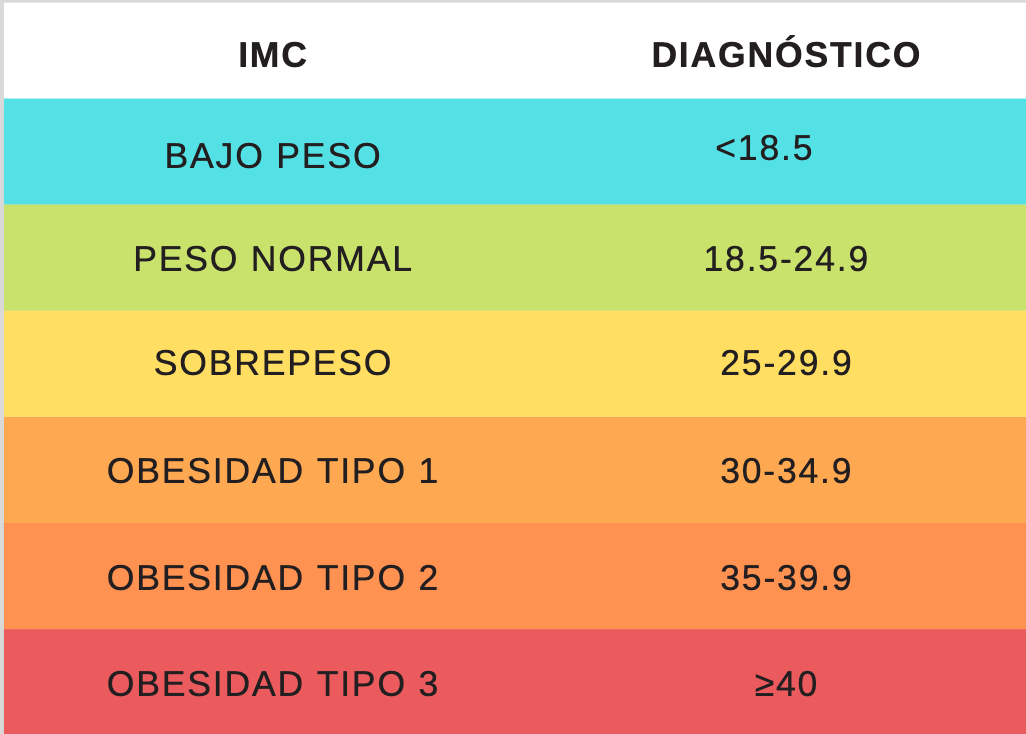 IMC DIAGNÓSTICO
BAJO PESO <18.5
PESO NORMAL 18.5-24.9
SOBREPESO 25-29.9
OBESIDAD TIPO 1 30-34.9
OBESIDAD TIPO 2 35-39.9
OBESIDAD TIPO 3 ≥40